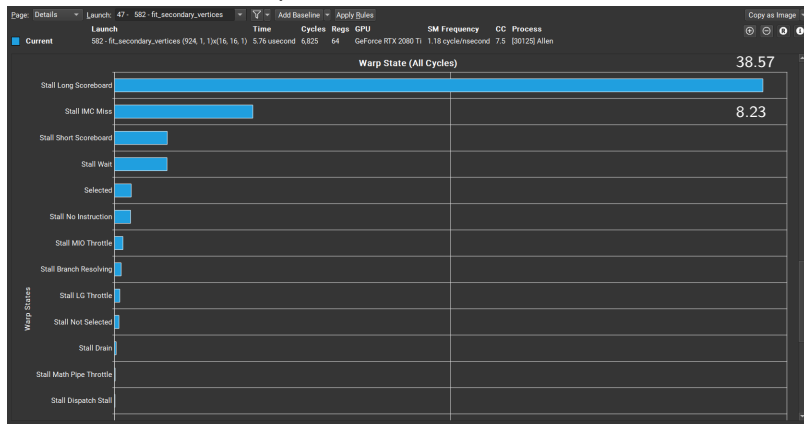 Page: Details Launch: 47 - 582 - fit_secondary_vertices Add Baseline Apply Rules Copy as Image
Launch Time Cycles Regs GPU SM Frequency CC Process
Current 582 - fit_secondary_vertices (924, 1, 1)x(16, 16, 1) 5.76 usecond 6,825 64 GeForce RTX 2080 Ti 1.18 cycle/nsecond 7.5 [30125] Allen
Warp State (All Cycles)
38.57
Stall Long Scoreboard
Stall IMC Miss
8.23
Stall Short Scoreboard
Stall Wait
Selected
Stall No Instruction
Stall MIO Throttle
Stall Branch Resolving
Stall LG Throttle
Stall Not Selected
Stall Drain
Stall Math Pipe Throttle
Stall Dispatch Stall
Warp States